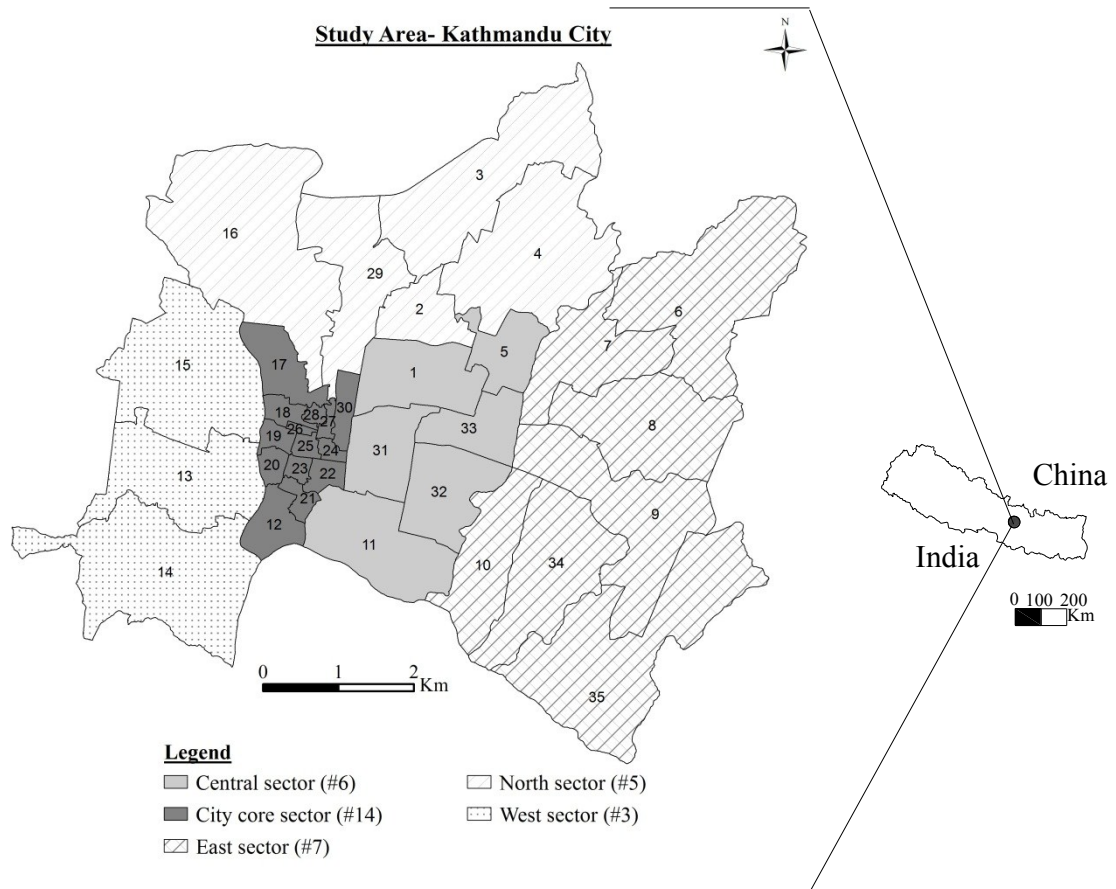 Study Area- Kathmandu City
N
3
16
4
29
2
6
7
5
15
1
17
30
18
28
27
8
33
26
19
25
24
31
13
20
23
22
32
21
9
12
11
10
34
14
35
China
India
0 100 200
Km
0 1 2
Km
Legend
Central sector (#6)
North sector (#5)
City core sector (#14)
West sector (#3)
East sector (#7)